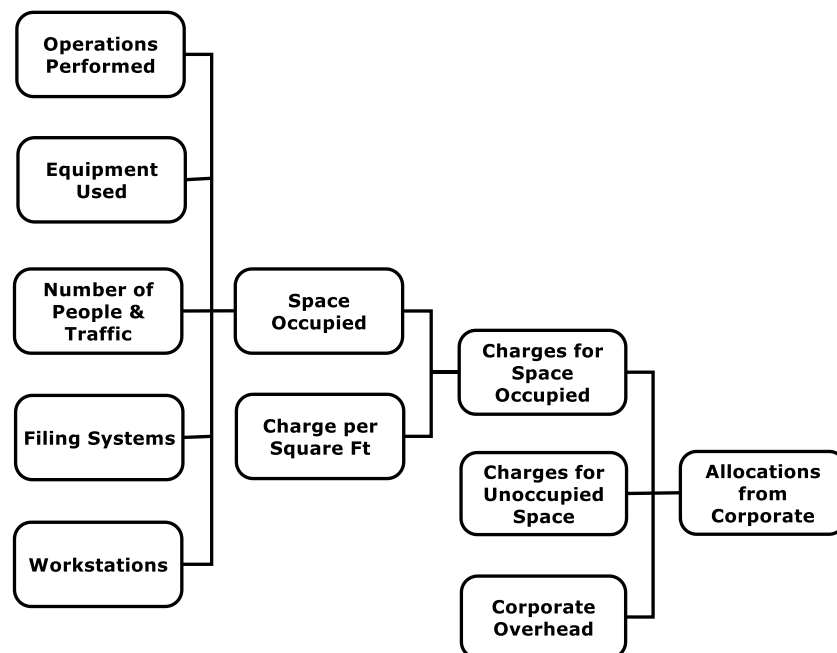 Operations
Performed
Equipment
Used
Number of
People &
Traffic
Filing Systems
Workstations
Space
Occupied
Charge per
Square Ft
Charges for
Space
Occupied
Charges for
Unoccupied
Space
Corporate
Overhead
Allocations
from
Corporate